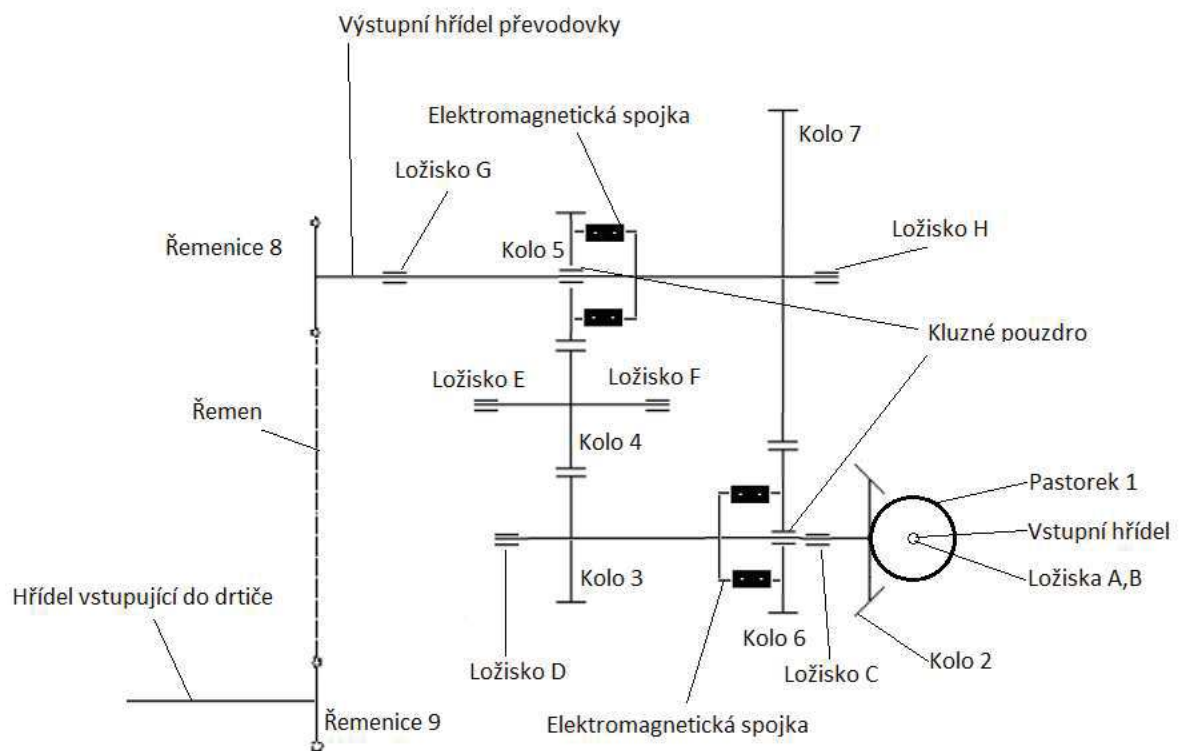 Výstupní hřídel převodovky
Elektromagnetická spojka
Kolo 7
Ložisko G
Ložisko H
Řemenice 8
Kolo 5
Kluzné pouzdro
Ložisko E
Ložisko F
Řemen
Kolo 4
Pastorek 1
Vstupní hřídel
Kolo 3
Ložiska A,B
Hřídel vstupující do drtiče
Kolo 6
Kolo 2
Ložisko D
Ložisko C
Řemenice 9
Elektromagnetická spojka